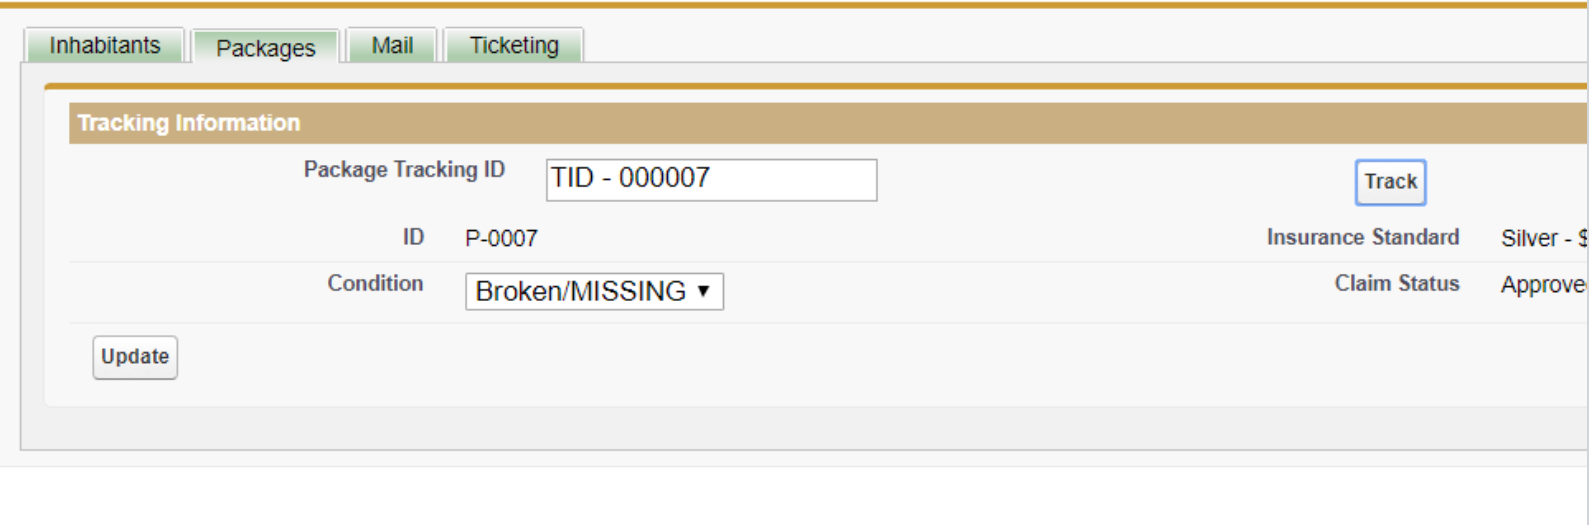 Inhabitants Packages Mail Ticketing
Tracking Information
Package Tracking ID TID - 000007 Track
ID P-0007 Insurance Standard Silver - $
Condition Broken/MISSING Claim Status
Update